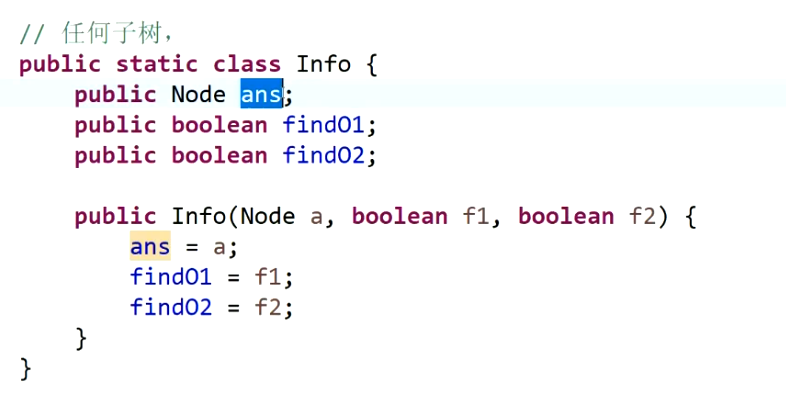 // 任何子树，
public static class Info {
    public Node ans;
    public boolean findO1;
    public boolean findO2;
    public Info(Node a, boolean f1, boolean f2) {
        ans = a;
        findO1 = f1;
        findO2 = f2;
    }
}